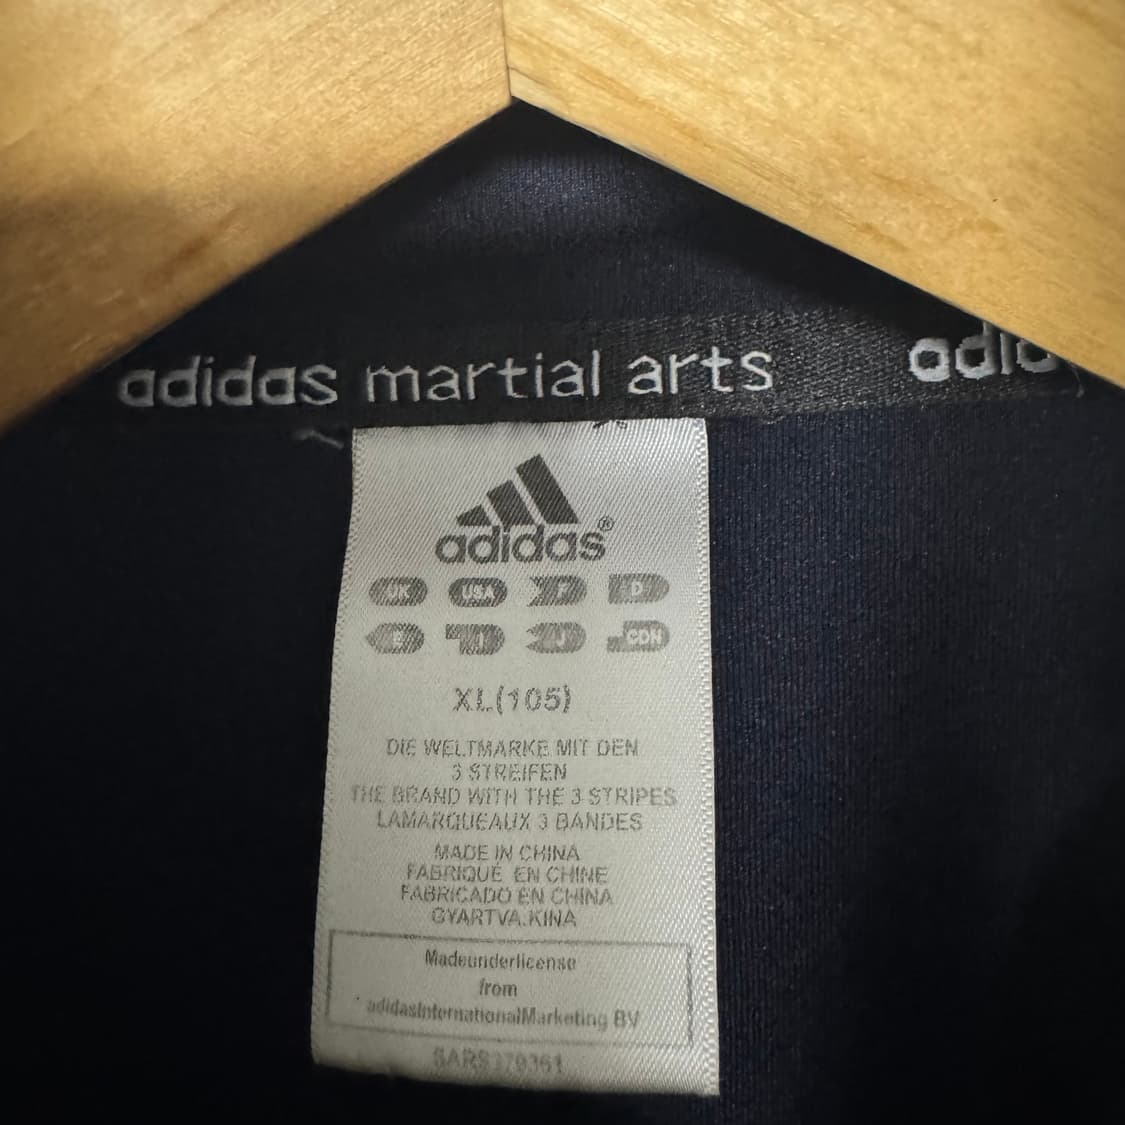 adidas martial arts
adid
adidas®
UK USA F D
E I J CDN
XL(105)
DIE WELTMARKE MIT DEN
3 STREIFEN
THE BRAND WITH THE 3 STRIPES
LAMARQUEAUX 3 BANDES
MADE IN CHINA
FABRIQUÉ EN CHINE
FABRICADO EN CHINA
GYARTVA.KINA
Madeunderlicense
from
adidasInternationalMarketing BV